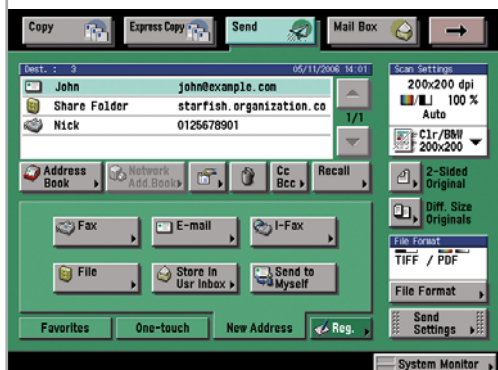 Copy Express Copy Send Mail Box
Dest. : 3 05/11/2006 14:01
John john@example.com
Share Folder starfish.organization.co
Nick 0125678901
1/1
Address Book Network Add.Book Cc Bcc Recall
Fax E-mail I-Fax
File Store In Usr Inbox Send to Myself
Favorites One-touch New Address Reg.
Scan Settings
200x200 dpi
100 %
Auto
Clr/B&W
200x200
2-Sided
Original
Diff. Size
Originals
File Format
TIFF / PDF
File Format
Send
Settings
System Monitor